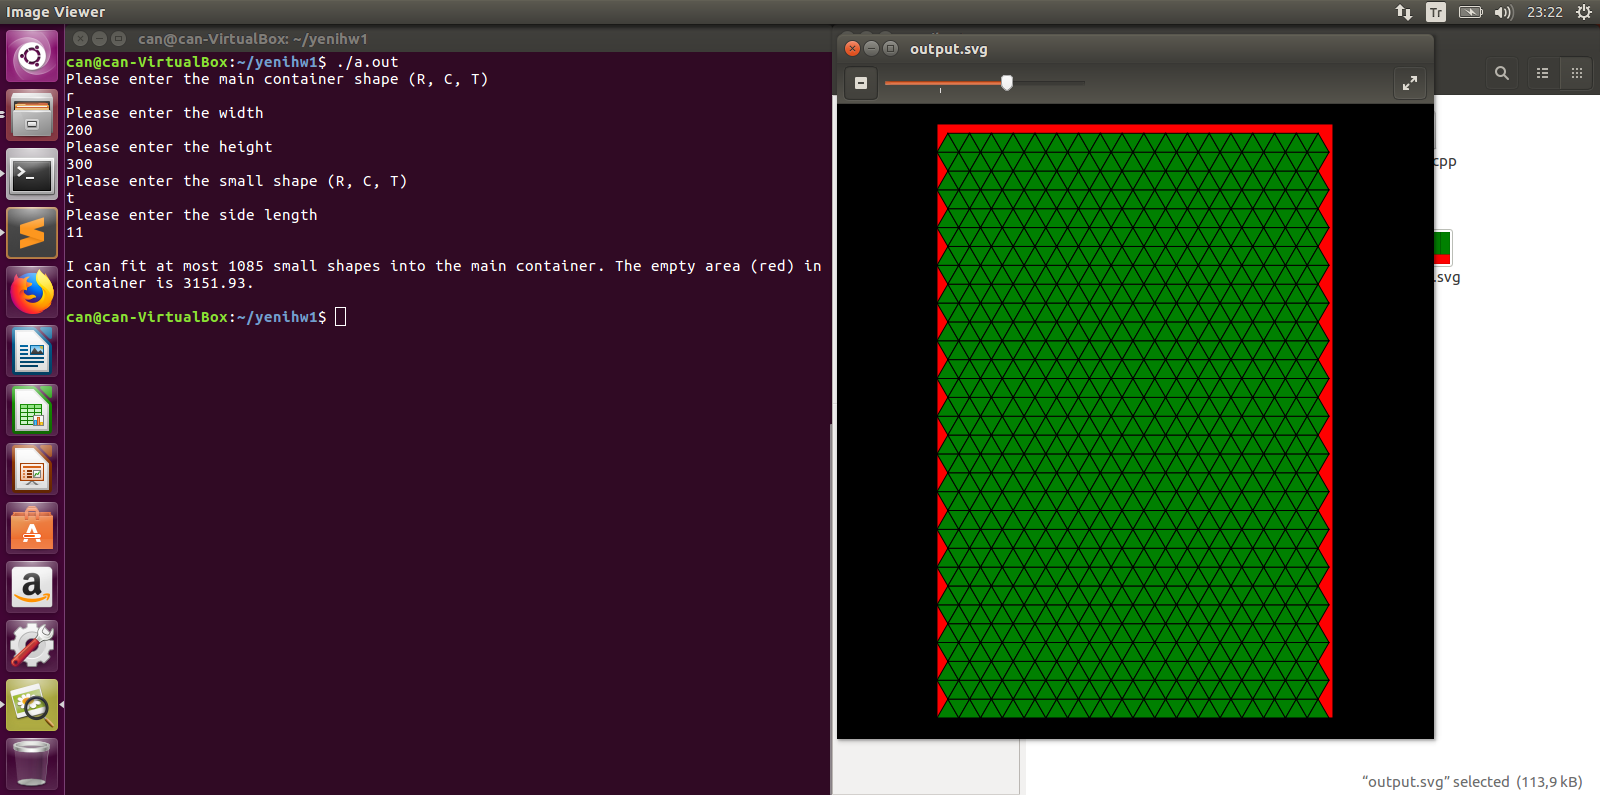 Image Viewer
Tr
23:22
can@can-VirtualBox: ~/yenihw1
can@can-VirtualBox:~/yenihw1$ ./a.out
Please enter the main container shape (R, C, T)
r
Please enter the width
200
Please enter the height
300
Please enter the small shape (R, C, T)
t
Please enter the side length
11
I can fit at most 1085 small shapes into the main container. The empty area (red) in
container is 3151.93.
can@can-VirtualBox:~/yenihw1$
output.svg
cpp
.svg
“output.svg” selected (113,9 kB)